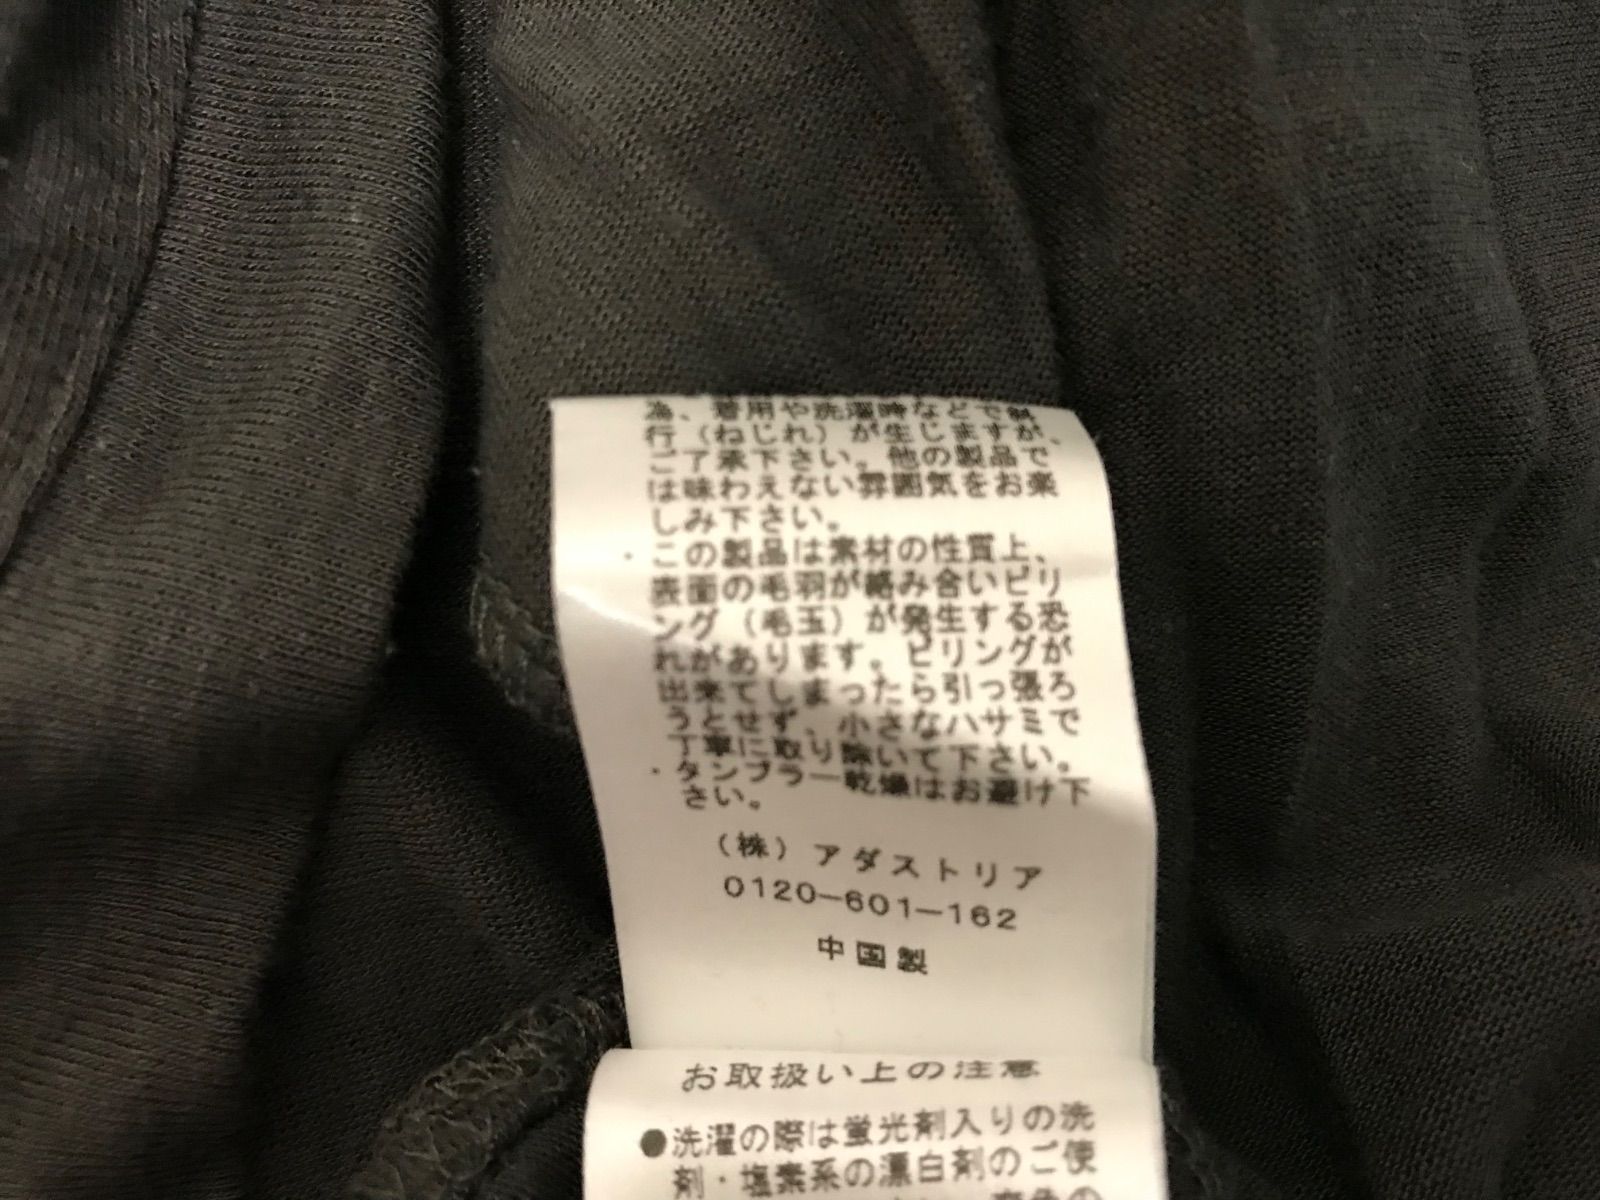 為、着用や洗濯時などで斜
行（ねじれ）が生じますが、
ご了承下さい。他の製品で
は味わえない雰囲気をお楽
しみ下さい。
・この製品は素材の性質上、
表面の毛羽が絡み合いピリ
ング（毛玉）が発生する恐
れがあります。ピリングが
出来てしまったら引っ張ろ
うとせず、小さなハサミで
丁寧に取り除いて下さい。
・タンブラー乾燥はお避け下
さい。
（株）アダストリア
0120-601-162
中国製
お取扱い上の注意
●洗濯の際は蛍光剤入りの洗
剤・塩素系の漂白剤のご使